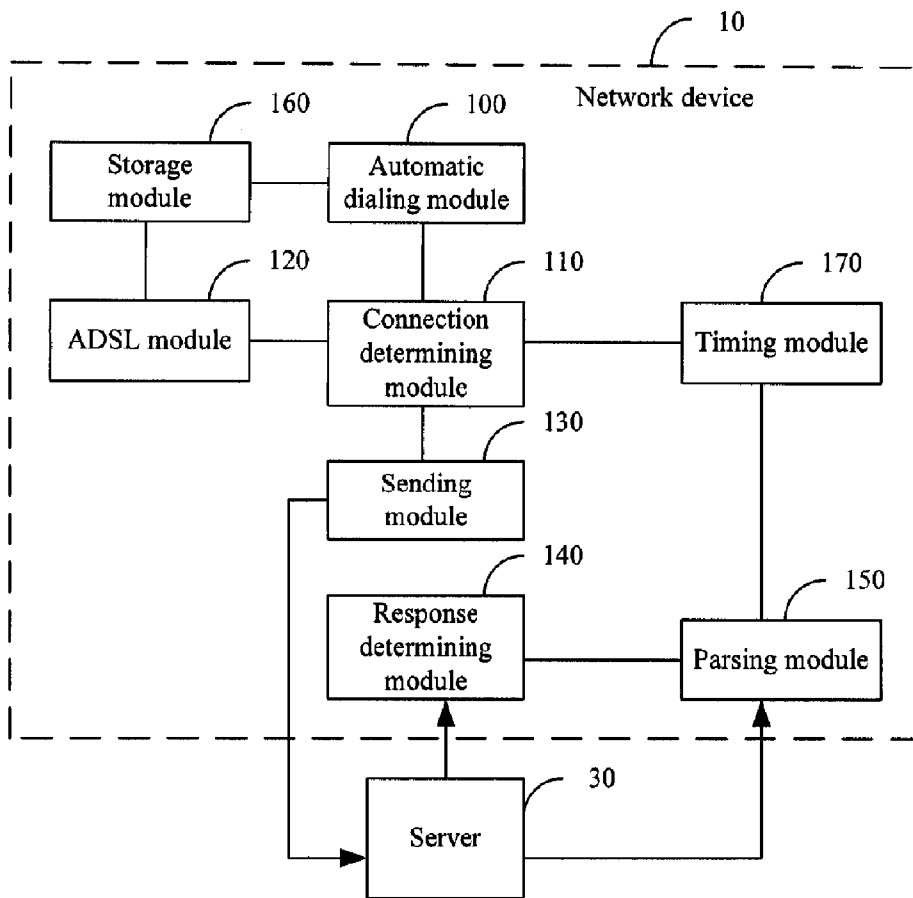 10
Network device
160
100
Storage
module
Automatic
dialing module
120
110
170
ADSL module
Connection
determining
module
Timing module
130
Sending
module
140
150
Response
determining
module
Parsing module
30
Server